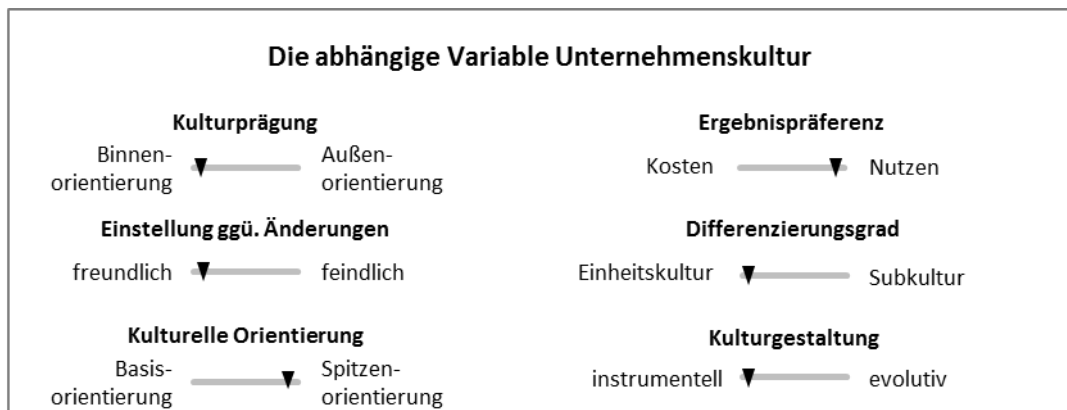 Die abhängige Variable Unternehmenskultur
Kulturprägung
Binnen-
orientierung
Außen-
orientierung
Ergebnispräferenz
Kosten
Nutzen
Einstellung ggü. Änderungen
freundlich
feindlich
Differenzierungsgrad
Einheitskultur
Subkultur
Kulturelle Orientierung
Basis-
orientierung
Spitzen-
orientierung
Kulturgestaltung
instrumentell
evolutiv